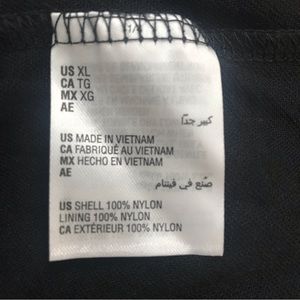 US XL
CA TG
MX XG
AE
كبير جدًا
US MADE IN VIETNAM
CA FABRIQUÉ AU VIETNAM
MX HECHO EN VIETNAM
AE
صنع في فيتنام
US SHELL 100% NYLON
LINING 100% NYLON
CA EXTÉRIEUR 100% NYLON